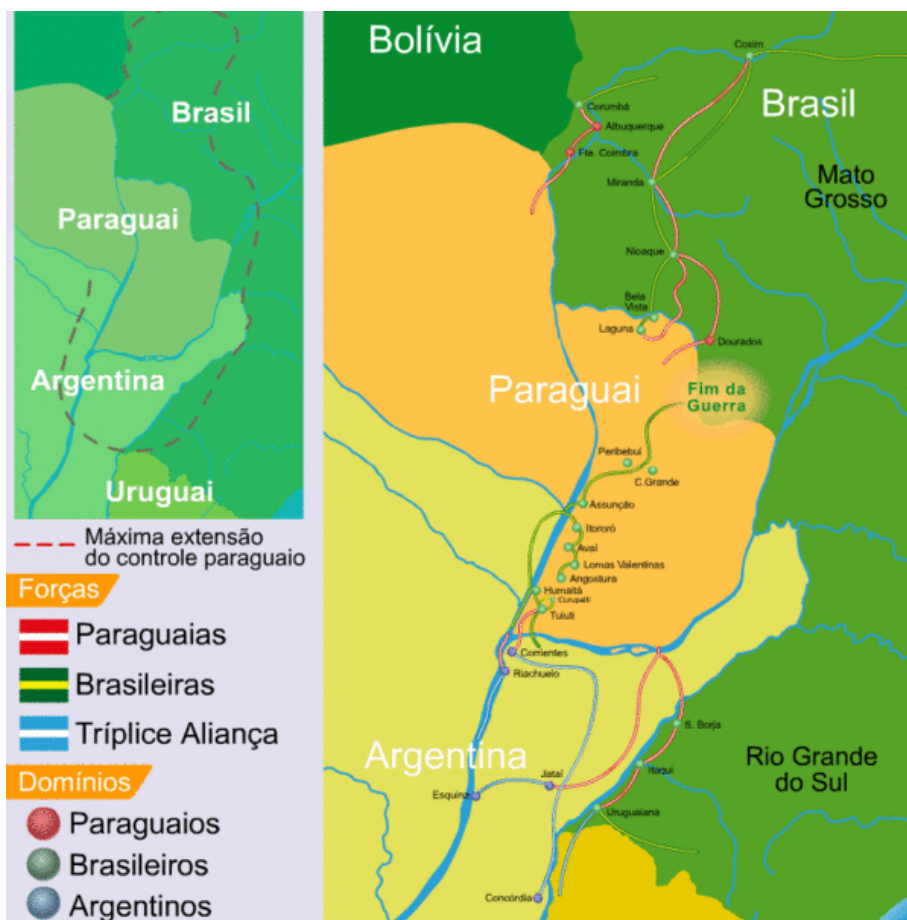 Brasil
Paraguai
Argentina
Uruguai
Máxima extensão
do controle paraguaio
Forças
Paraguaias
Brasileiras
Tríplice Aliança
Domínios
Paraguaios
Brasileiros
Argentinos
Bolívia
Coxim
Brasil
Corumbá
Albuquerque
Fte. Coimbra
Miranda
Mato
Grosso
Nioaque
Bela
Vista
Laguna
Dourados
Paraguai
Fim da
Guerra
Peribebuí
C.Grande
Assunção
Itororó
Avaí
Lomas Valentinas
Angostura
Humaitá
Curupaiti
Tuiuti
Corrientes
Riachuelo
S. Borja
Argentina
Jataí
Itaqui
Rio Grande
do Sul
Esquina
Uruguaiana
Concórdia